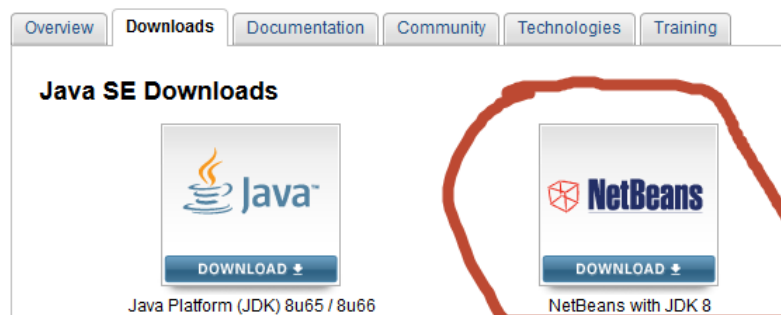 Overview Downloads Documentation Community Technologies Training
Java SE Downloads
Java™
NetBeans
DOWNLOAD
DOWNLOAD
Java Platform (JDK) 8u65 / 8u66
NetBeans with JDK 8